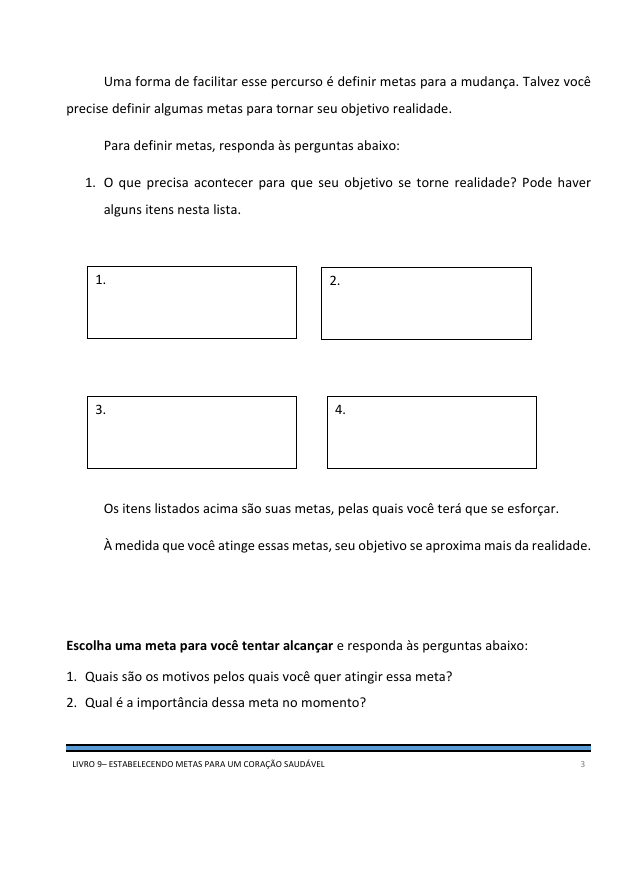 Uma forma de facilitar esse percurso é definir metas para a mudança. Talvez você
precise definir algumas metas para tornar seu objetivo realidade.
Para definir metas, responda às perguntas abaixo:
1. O que precisa acontecer para que seu objetivo se torne realidade? Pode haver
alguns itens nesta lista.
1.
2.
3.
4.
Os itens listados acima são suas metas, pelas quais você terá que se esforçar.
À medida que você atinge essas metas, seu objetivo se aproxima mais da realidade.
Escolha uma meta para você tentar alcançar e responda às perguntas abaixo:
1. Quais são os motivos pelos quais você quer atingir essa meta?
2. Qual é a importância dessa meta no momento?
LIVRO 9– ESTABELECENDO METAS PARA UM CORAÇÃO SAUDÁVEL
3